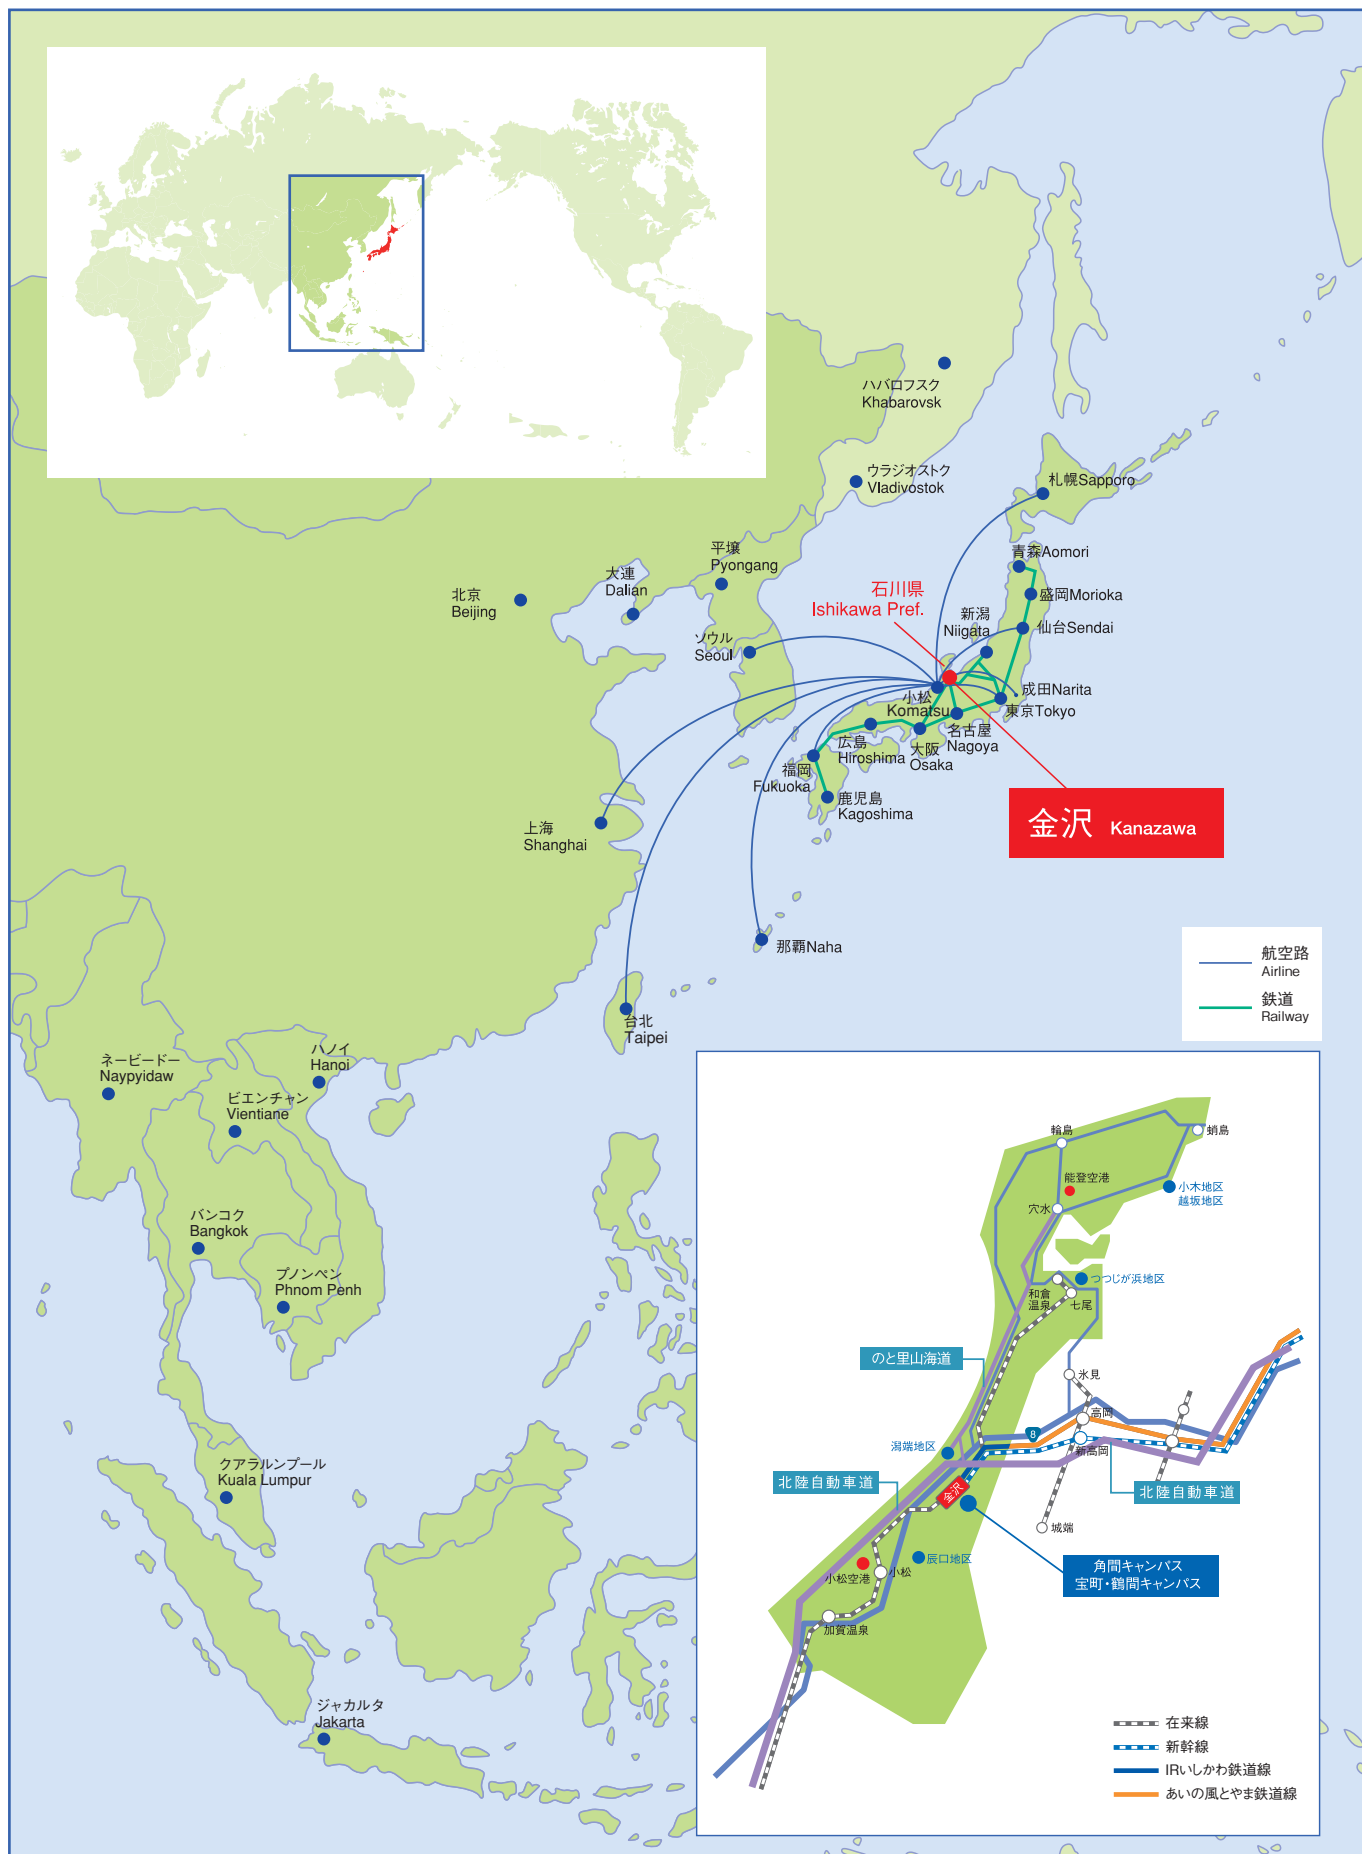 ハバロフスク
Khabarovsk
ウラジオストク
Vladivostok
札幌Sapporo
青森Aomori
盛岡Morioka
仙台Sendai
新潟
Niigata
石川県
Ishikawa Pref.
平壌
Pyongang
大連
Dalian
北京
Beijing
ソウル
Seoul
成田Narita
東京Tokyo
小松
Komatsu
名古屋
Nagoya
大阪
Osaka
広島
Hiroshima
福岡
Fukuoka
鹿児島
Kagoshima
金沢 Kanazawa
上海
Shanghai
那覇Naha
台北
Taipei
航空路
Airline
鉄道
Railway
ハノイ
Hanoi
ネーピードー
Naypyidaw
ビエンチャン
Vientiane
バンコク
Bangkok
プノンペン
Phnom Penh
クアラルンプール
Kuala Lumpur
ジャカルタ
Jakarta
輪島
蛸島
能登空港
小木地区
越坂地区
穴水
つつじが浜地区
和倉
温泉
七尾
のと里山海道
氷見
高岡
8
新高岡
潟端地区
北陸自動車道
北陸自動車道
金沢
城端
辰口地区
角間キャンパス
宝町・鶴間キャンパス
小松空港
小松
加賀温泉
在来線
新幹線
IRいしかわ鉄道線
あいの風とやま鉄道線